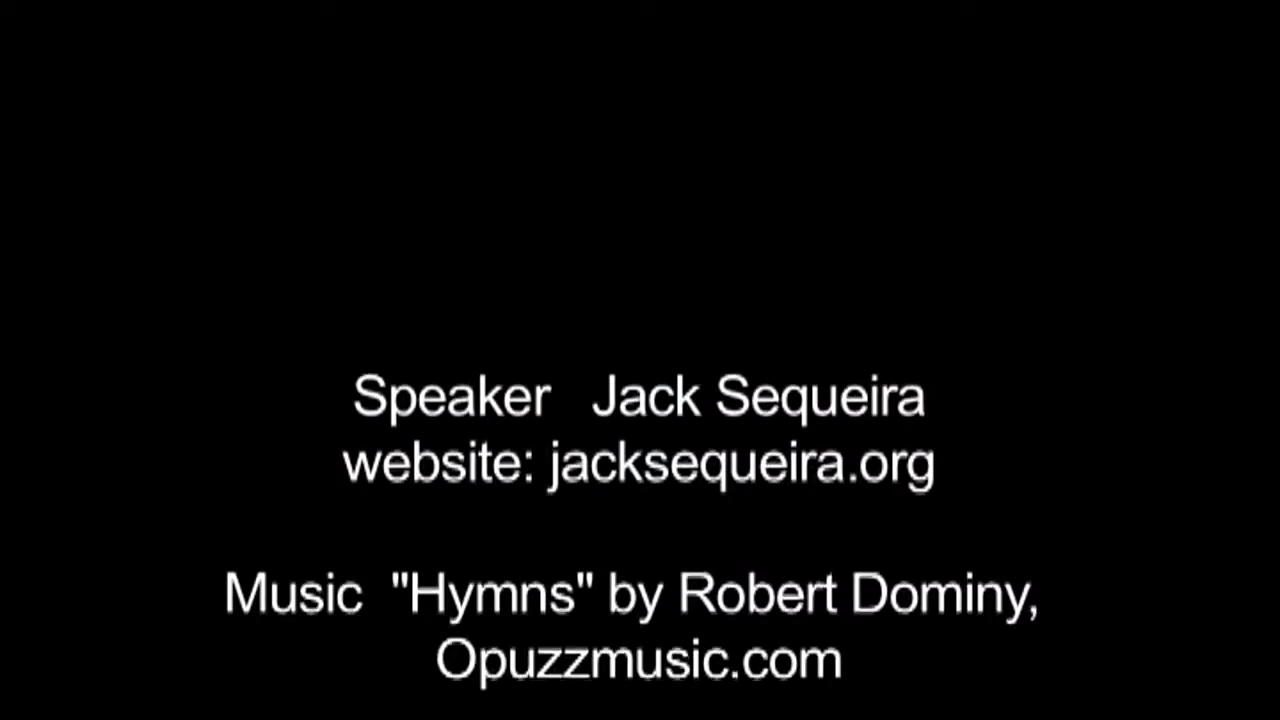 Speaker   Jack Sequeira
website: jacksequeira.org
Music  "Hymns" by Robert Dominy,
Opuzzmusic.com